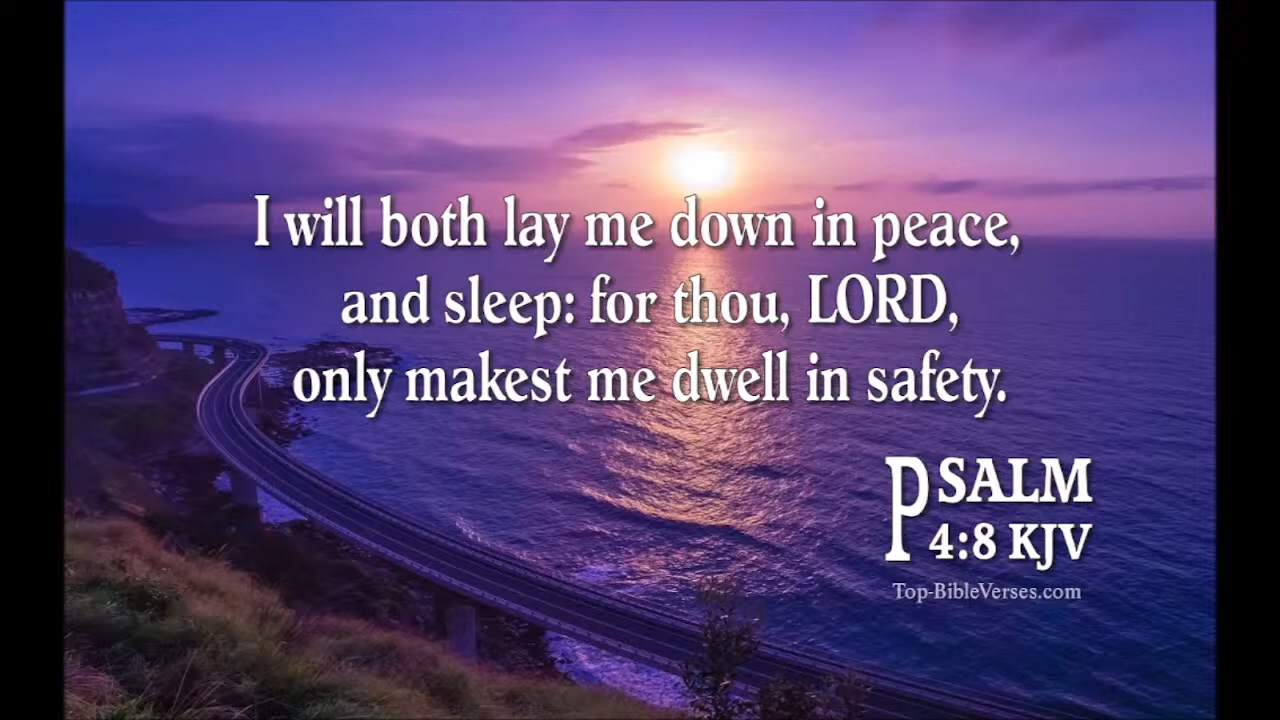 I will both lay me down in peace,
and sleep: for thou, LORD,
only makest me dwell in safety.
PSALM
4:8 KJV
Top-BibleVerses.com